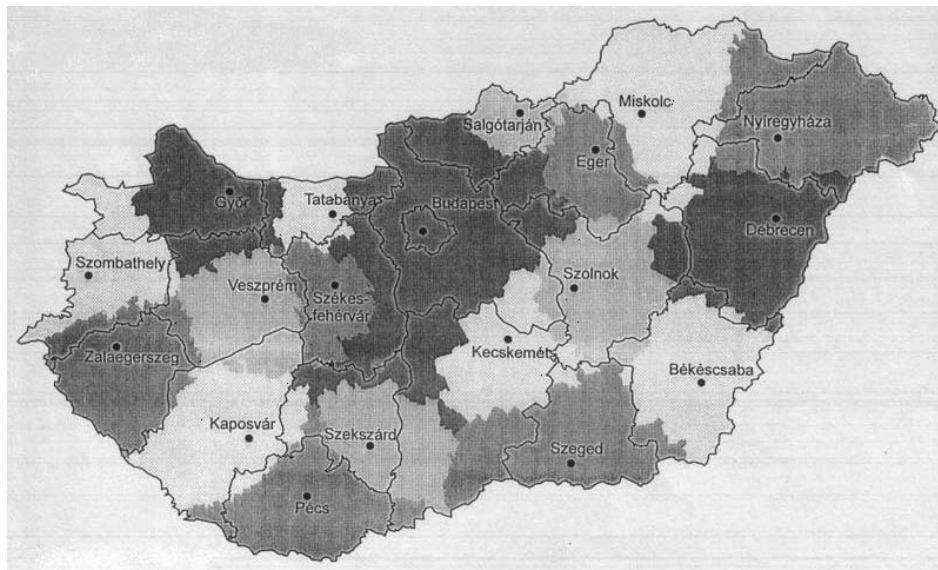 Miskolc
Salgótarján
Nyíregyháza
Eger
Győr
Tatabánya
Budapest
Debrecen
Szombathely
Veszprém
Székes-
fehérvár
Szolnok
Zalaegerszeg
Kecskemét
Békéscsaba
Kaposvár
Szekszárd
Szeged
Pécs